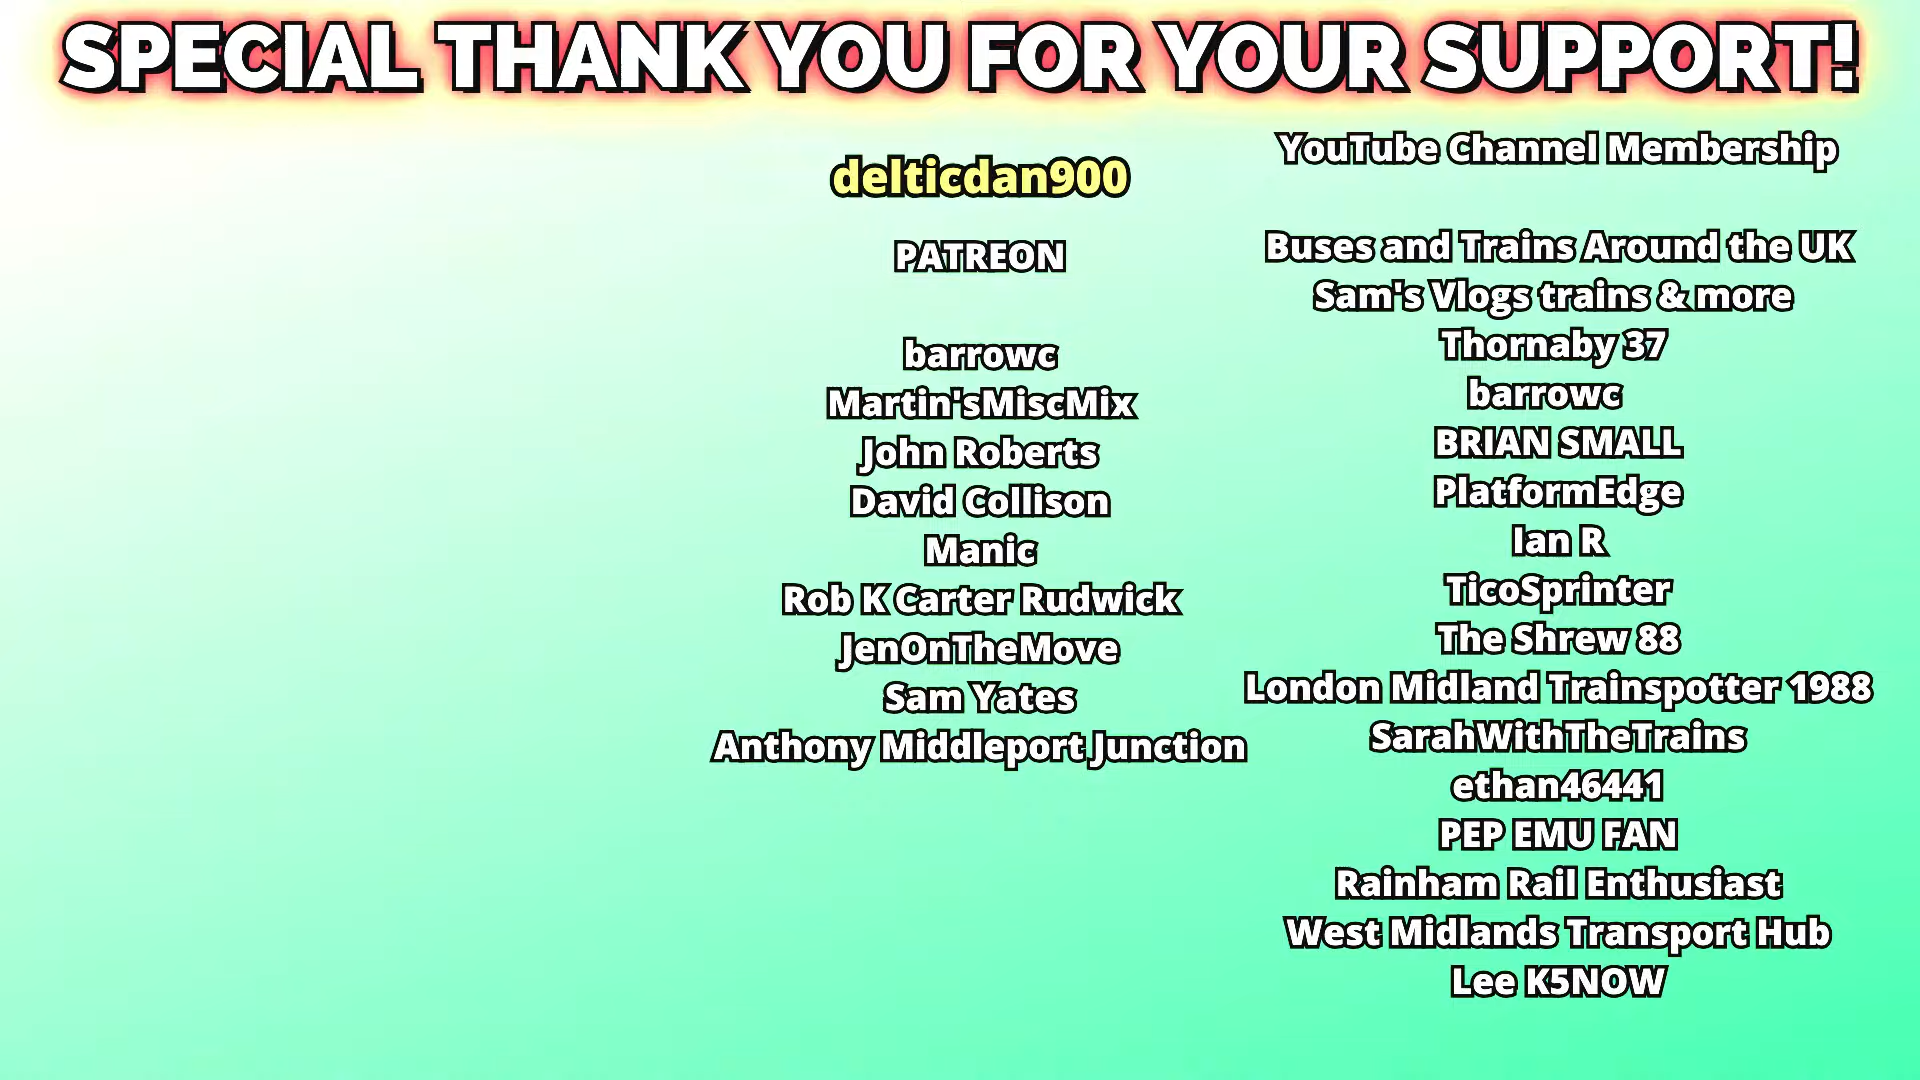 SPECIAL THANK YOU FOR YOUR SUPPORT!
delticdan900
PATREON
barrowc
Martin'sMiscMix
John Roberts
David Collison
Manic
Rob K Carter Rudwick
JenOnTheMove
Sam Yates
Anthony Middleport Junction
YouTube Channel Membership
Buses and Trains Around the UK
Sam's Vlogs trains & more
Thornaby 37
barrowc
BRIAN SMALL
PlatformEdge
Ian R
TicoSprinter
The Shrew 88
London Midland Trainspotter 1988
SarahWithTheTrains
ethan46441
PEP EMU FAN
Rainham Rail Enthusiast
West Midlands Transport Hub
Lee K5NOW